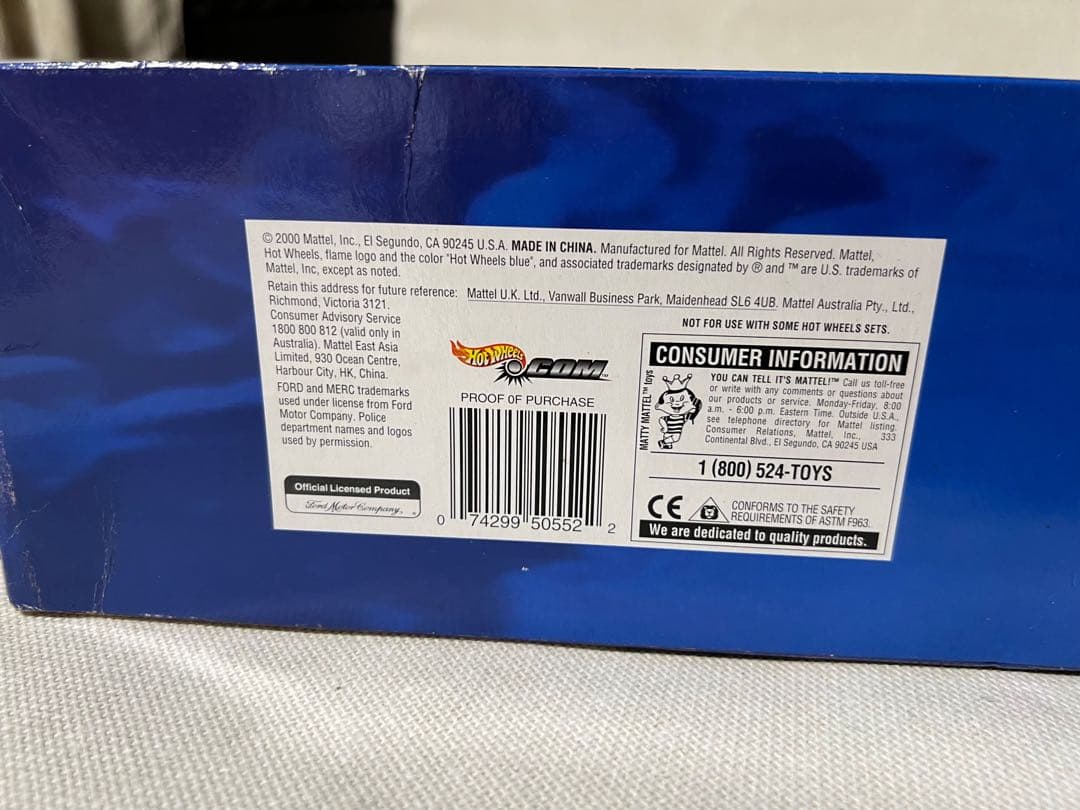 © 2000 Mattel, Inc., El Segundo, CA 90245 U.S.A. MADE IN CHINA. Manufactured for Mattel. All Rights Reserved. Mattel,
Hot Wheels, flame logo and the color "Hot Wheels blue", and associated trademarks designated by ® and ™ are U.S. trademarks of
Mattel, Inc, except as noted.
Retain this address for future reference: Mattel U.K. Ltd., Vanwall Business Park, Maidenhead SL6 4UB. Mattel Australia Pty., Ltd.,
Richmond, Victoria 3121.
Consumer Advisory Service
1800 800 812 (valid only in
Australia). Mattel East Asia
Limited, 930 Ocean Centre,
Harbour City, HK, China.
FORD and MERC trademarks
used under license from Ford
Motor Company. Police
department names and logos
used by permission.
Official Licensed Product
Ford Motor Company.
HOT WHEELS
.COM™
PROOF OF PURCHASE
0 74299 50552 2
NOT FOR USE WITH SOME HOT WHEELS SETS.
CONSUMER INFORMATION
MATTY MATTEL™ toys
YOU CAN TELL IT'S MATTEL!™ Call us toll-free
or write with any comments or questions about
our products or service. Monday-Friday, 8:00
a.m. - 6:00 p.m. Eastern Time. Outside U.S.A.,
see telephone directory for Mattel listing.
Consumer Relations, Mattel, Inc., 333
Continental Blvd., El Segundo, CA 90245 USA
1 (800) 524-TOYS
CE
CONFORMS TO THE SAFETY
REQUIREMENTS OF ASTM F963.
We are dedicated to quality products.